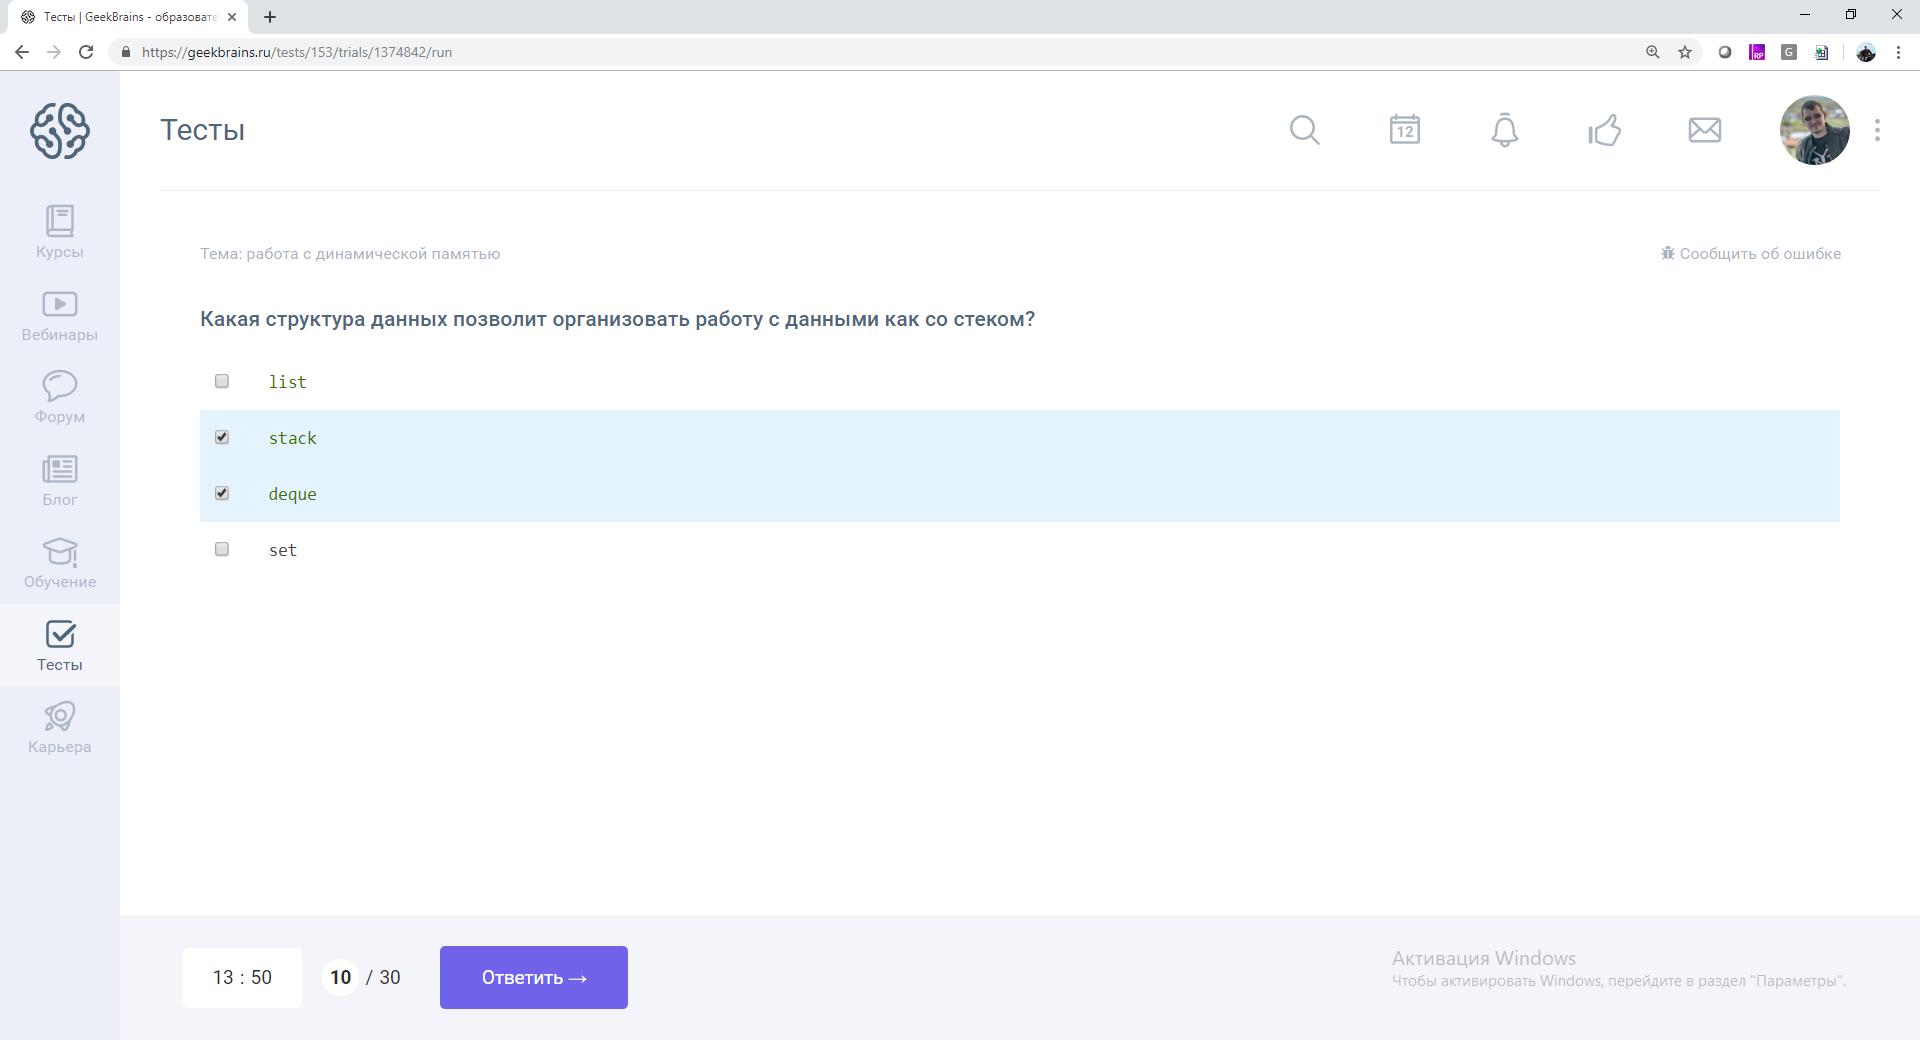 Тесты | GeekBrains - образовате
https://geekbrains.ru/tests/153/trials/1374842/run
RP
G
Тесты
12
Курсы
Вебинары
Форум
Блог
Обучение
Тесты
Карьера
Тема: работа с динамической памятью
Сообщить об ошибке
Какая структура данных позволит организовать работу с данными как со стеком?
list
stack
deque
set
13 : 50
10 / 30
Ответить →
Активация Windows
Чтобы активировать Windows, перейдите в раздел "Параметры".